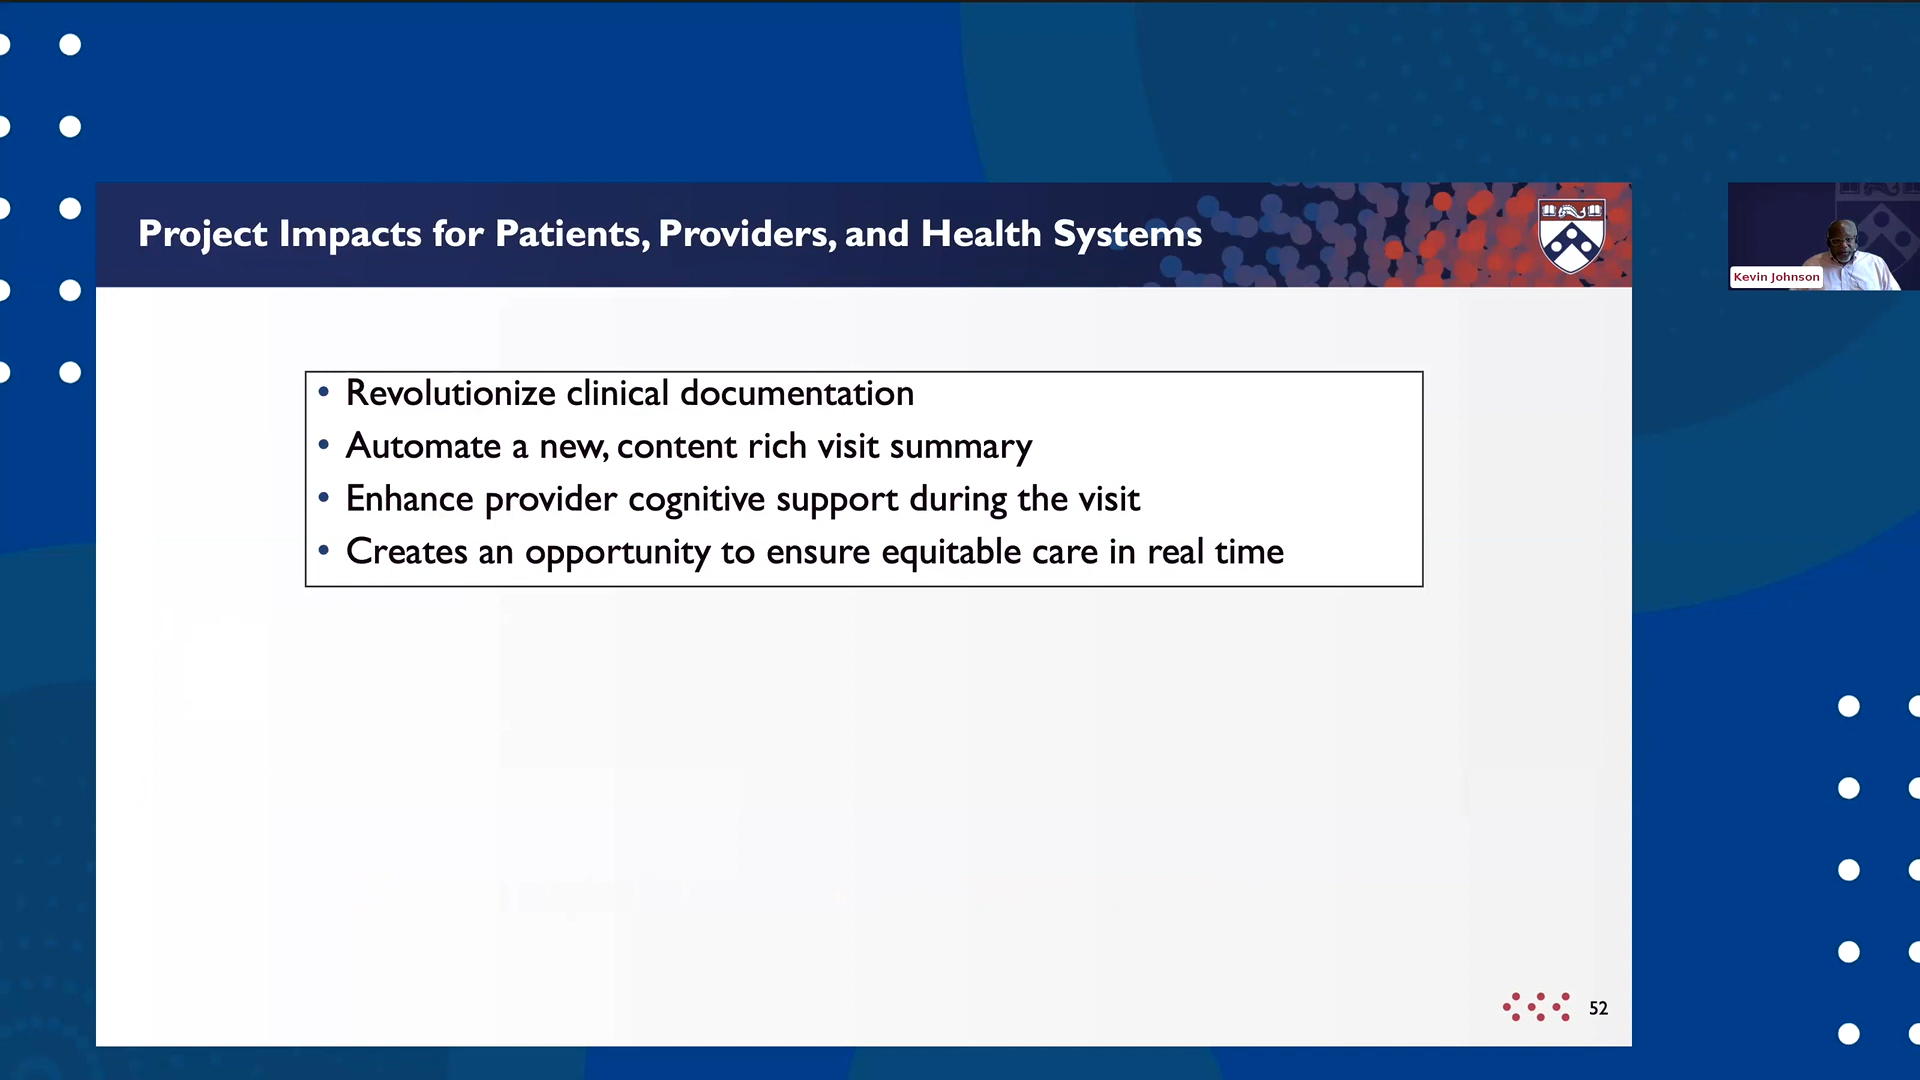 Project Impacts for Patients, Providers, and Health Systems
Kevin Johnson
• Revolutionize clinical documentation
• Automate a new, content rich visit summary
• Enhance provider cognitive support during the visit
• Creates an opportunity to ensure equitable care in real time
52